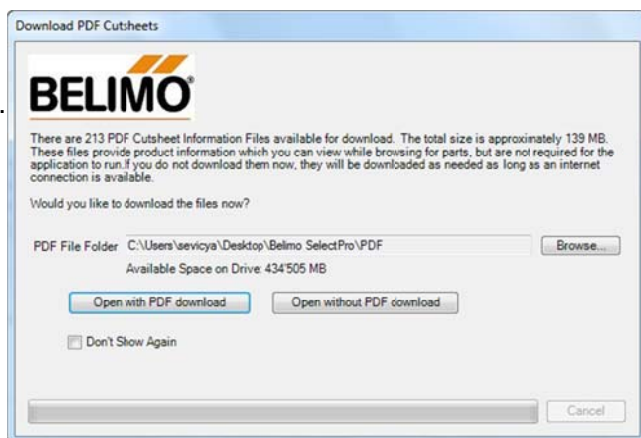 Download PDF Cutsheets
BELIMO®
There are 213 PDF Cutsheet Information Files available for download. The total size is approximately 139 MB.
These files provide product information which you can view while browsing for parts, but are not required for the
application to run.If you do not download them now, they will be downloaded as needed as long as an internet
connection is available.
Would you like to download the files now?
PDF File Folder C:\Users\sevicya\Desktop\Belimo SelectPro\PDF Browse...
Available Space on Drive: 434'505 MB
Open with PDF download Open without PDF download
Don't Show Again
Cancel